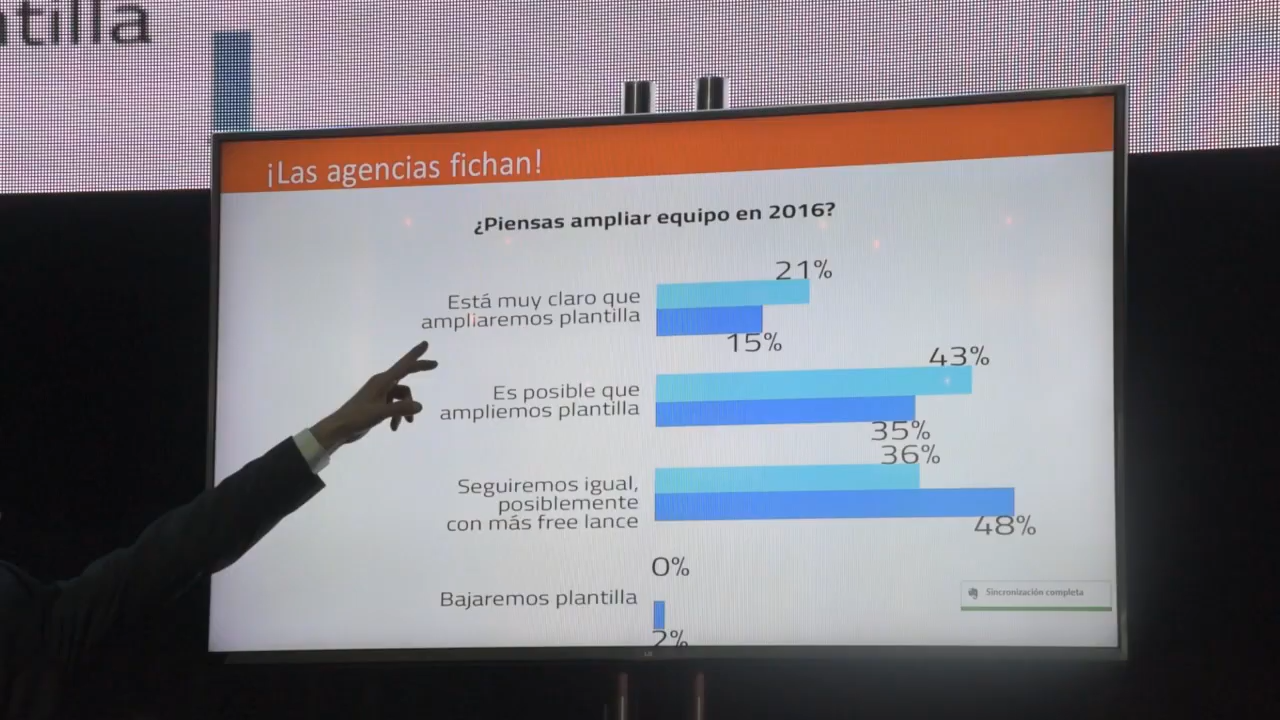 ntilla
¡Las agencias fichan!
¿Piensas ampliar equipo en 2016?
21%
Está muy claro que
ampliaremos plantilla
15%
43%
Es posible que
ampliemos plantilla
35%
36%
Seguiremos igual,
posiblemente
con más free lance
48%
0%
Bajaremos plantilla
2%
Sincronización completa
LG